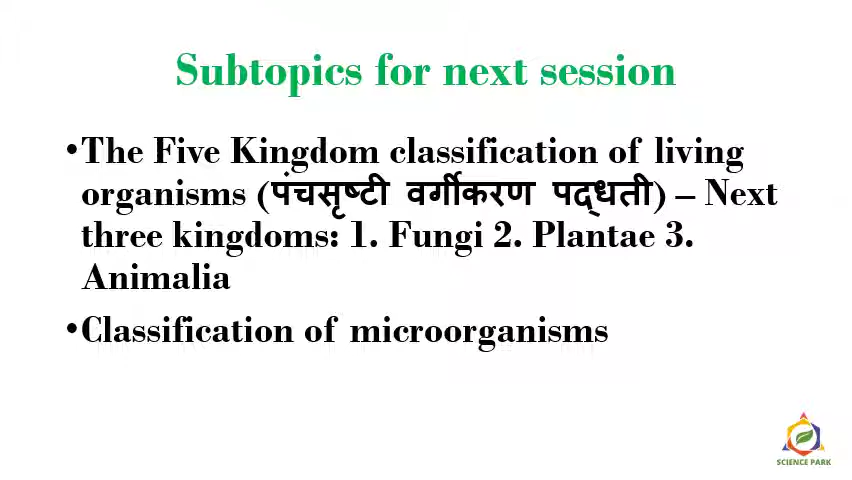 Subtopics for next session
•The Five Kingdom classification of living
organisms (पंचसृष्टी वर्गीकरण पद्धती) – Next
three kingdoms: 1. Fungi 2. Plantae 3.
Animalia
•Classification of microorganisms
SCIENCE PARK